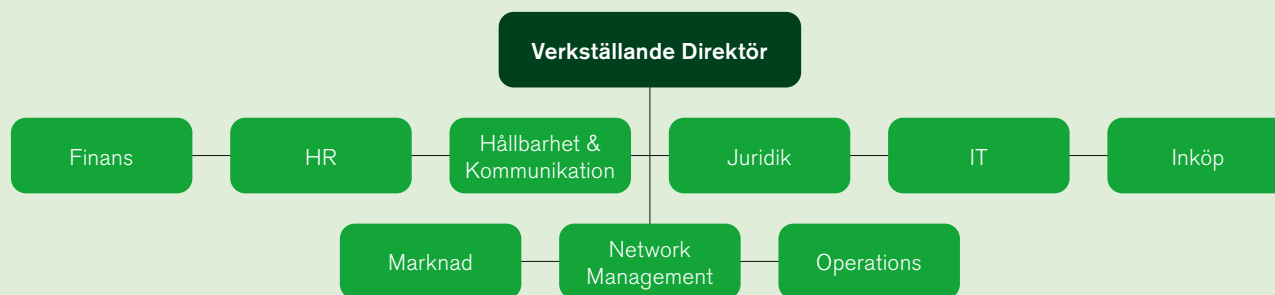 Verkställande Direktör
Finans
HR
Hållbarhet &
Kommunikation
Juridik
IT
Inköp
Marknad
Network
Management
Operations